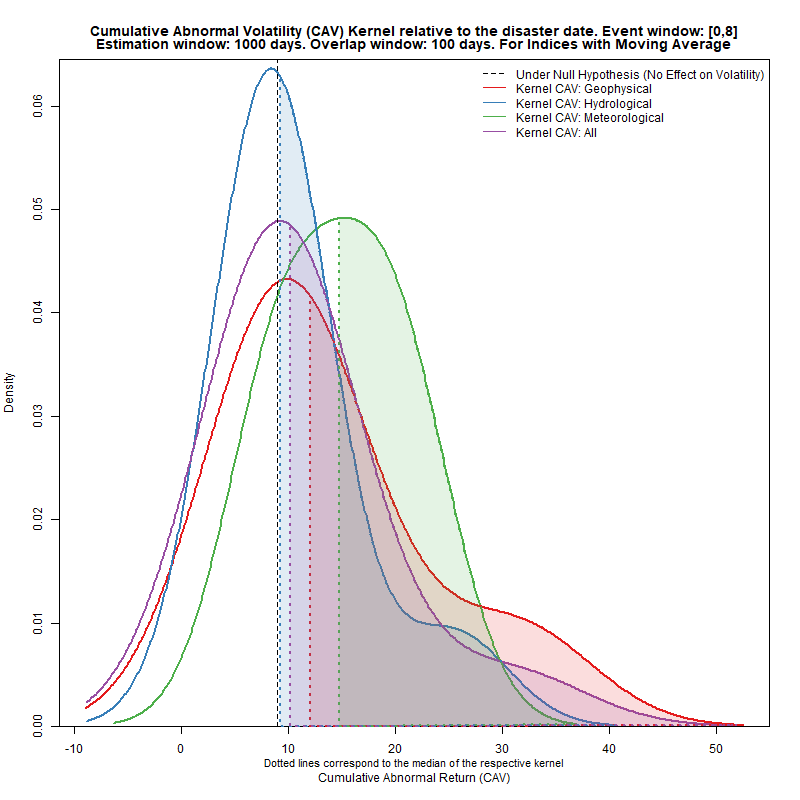 Cumulative Abnormal Volatility (CAV) Kernel relative to the disaster date. Event window: [0,8]
Estimation window: 1000 days. Overlap window: 100 days. For Indices with Moving Average
Under Null Hypothesis (No Effect on Volatility)
Kernel CAV: Geophysical
Kernel CAV: Hydrological
Kernel CAV: Meteorological
Kernel CAV: All
Density
0.06
0.05
0.04
0.03
0.02
0.01
0.00
-10 0 10 20 30 40 50
Dotted lines correspond to the median of the respective kernel
Cumulative Abnormal Return (CAV)